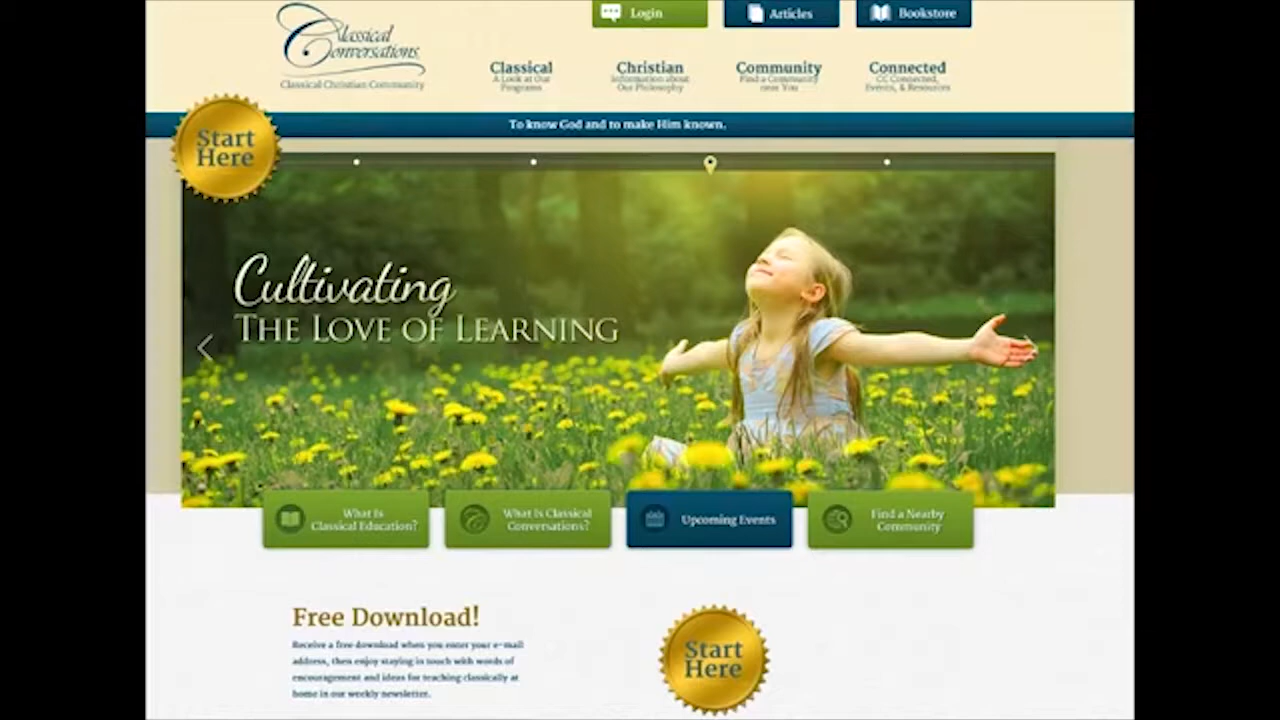 Login
Articles
Bookstore
Classical
Conversations
Classical Christian Community
Classical
A Look at Our
Programs
Christian
Information about
Our Philosophy
Community
Find a Community
near You
Connected
CC Connected,
Events, & Resources
To know God and to make Him known.
Start
Here
Cultivating
The Love of Learning
What Is
Classical Education?
What Is Classical
Conversations?
Upcoming Events
Find a Nearby
Community
Free Download!
Receive a free download when you enter your e-mail
address, then enjoy staying in touch with words of
encouragement and ideas for teaching classically at
home in our weekly newsletter.
Start
Here